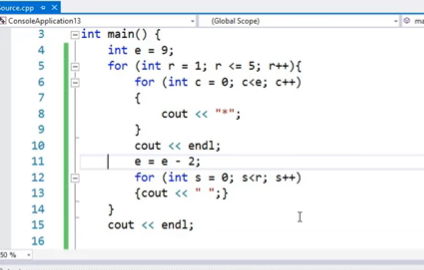 Source.cpp
ConsoleApplication13 (Global Scope) ma
3 int main() {
4 int e = 9;
5 for (int r = 1; r <= 5; r++){
6 for (int c = 0; c<e; c++)
7 {
8 cout << "*";
9 }
10 cout << endl;
11 e = e - 2;
12 for (int s = 0; s<r; s++)
13 {cout << " ";}
14 }
15 cout << endl;
16
50 %